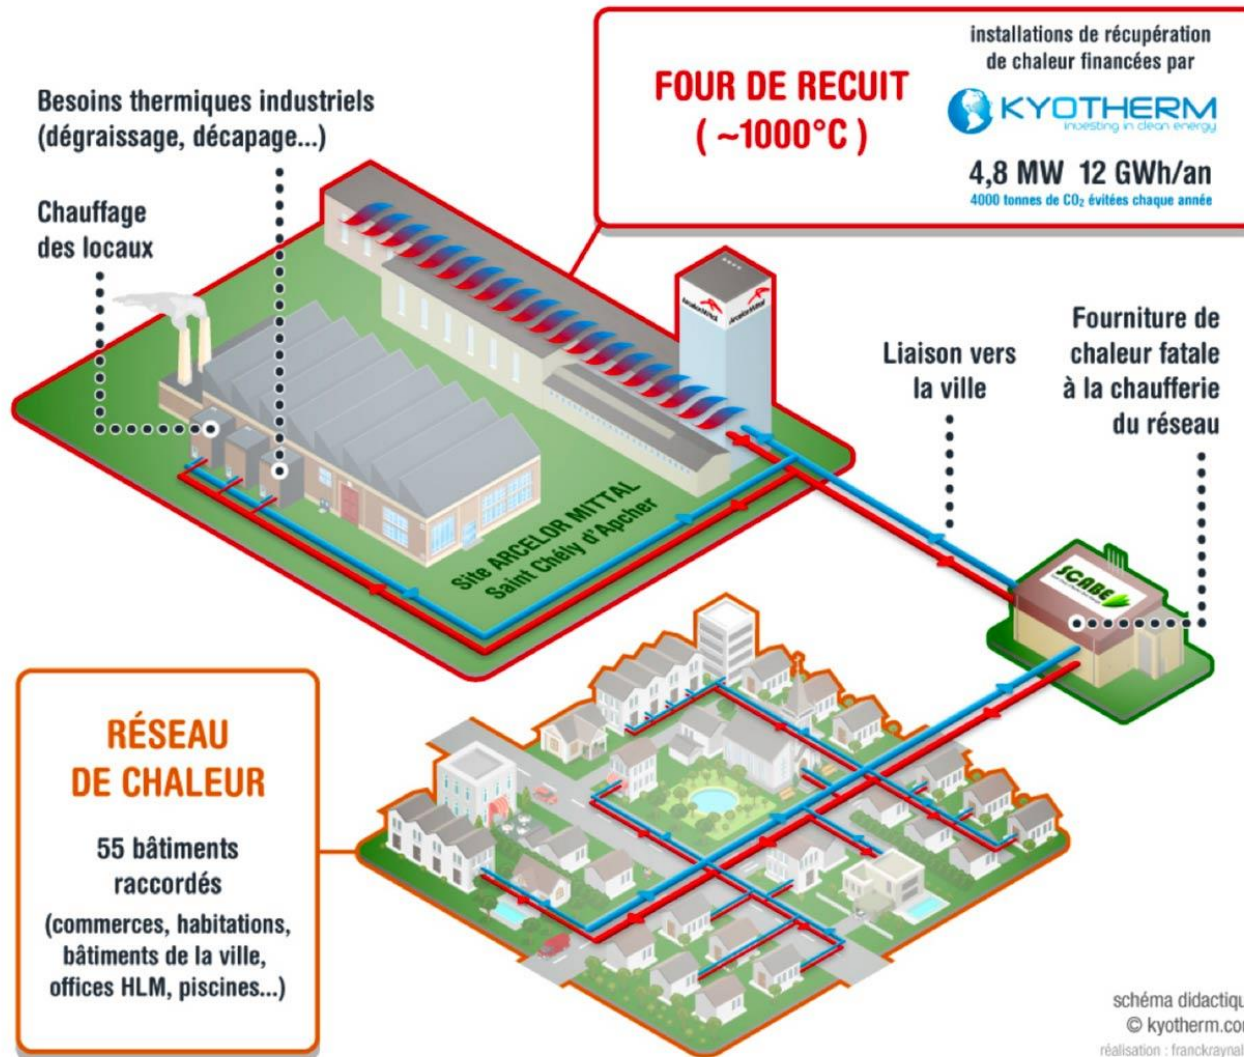 installations de récupération
de chaleur financées par
FOUR DE RECUIT
( ~1000°C )
KYOTHERM
investing in clean energy
4,8 MW 12 GWh/an
4000 tonnes de CO₂ évitées chaque année
Besoins thermiques industriels
(dégraissage, décapage...)
Chauffage
des locaux
ArcelorMittal
ArcelorMittal
Liaison vers
la ville
Fourniture de
chaleur fatale
à la chaufferie
du réseau
Site ARCELOR MITTAL
Saint Chély d'Apcher
SCABE
RÉSEAU
DE CHALEUR
55 bâtiments
raccordés
(commerces, habitations,
bâtiments de la ville,
offices HLM, piscines...)
schéma didactiqu
© kyotherm.co
réalisation : franckraynal